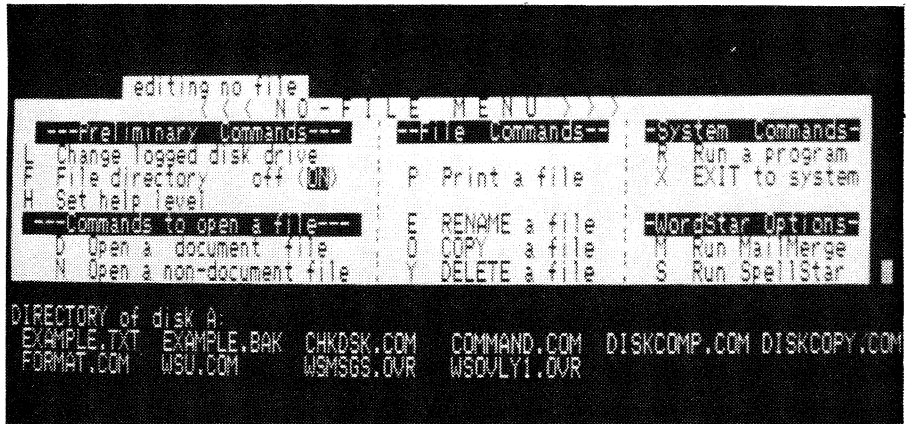 editing no file
< < < N O - F I L E   M E N U > > >
---Preliminary Commands--- --File Commands-- -System Commands-
L Change logged disk drive R Run a program
F File directory off (ON) P Print a file X EXIT to system
H Set help level
---Commands to open a file--- E RENAME a file -WordStar Options-
D Open a document file O COPY a file M Run MailMerge
N Open a non-document file Y DELETE a file S Run SpellStar
DIRECTORY of disk A:
EXAMPLE.TXT EXAMPLE.BAK CHKDSK.COM COMMAND.COM DISKCOMP.COM DISKCOPY.COM
FORMAT.COM WSU.COM WSMSGS.OVR WSOVLY1.OVR